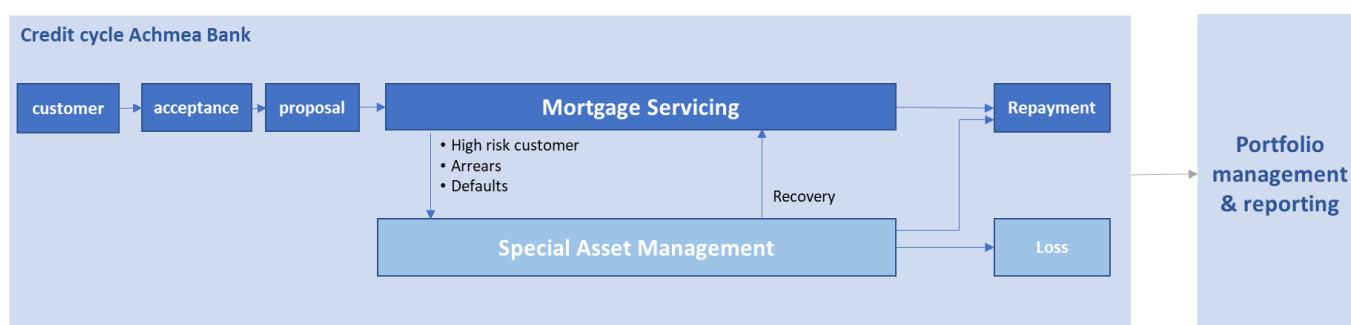 Credit cycle Achmea Bank
customer
acceptance
proposal
Mortgage Servicing
Repayment
• High risk customer
• Arrears
• Defaults
Recovery
Special Asset Management
Loss
Portfolio
management
& reporting